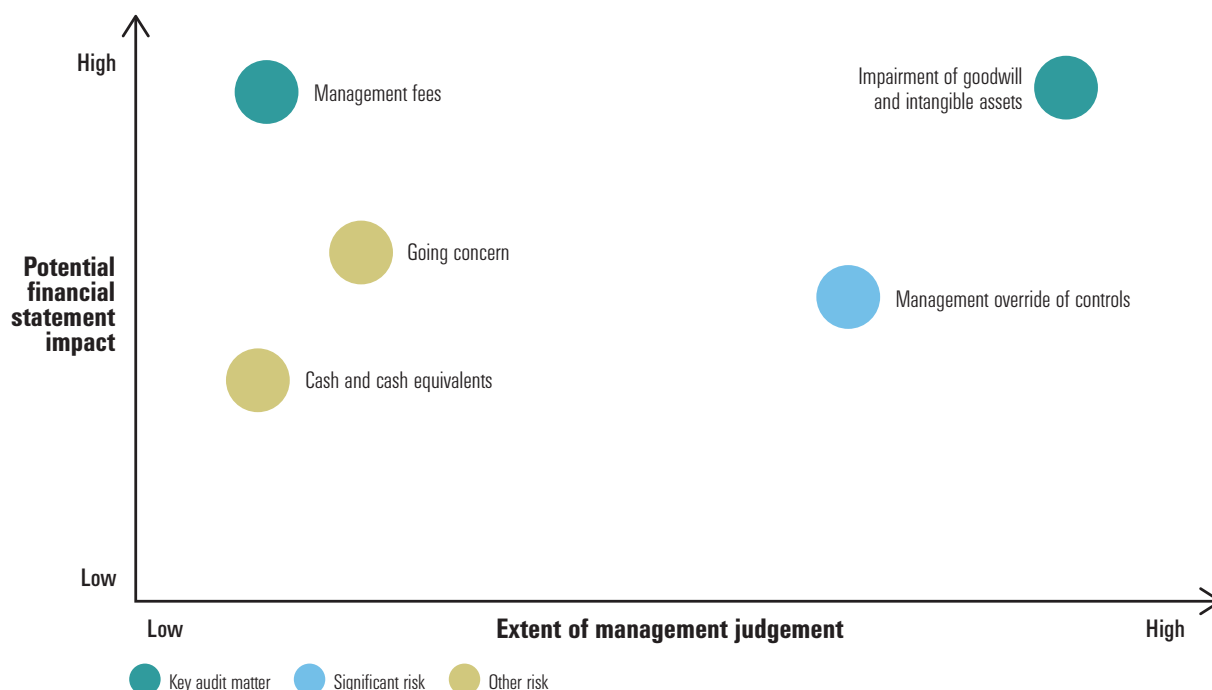 High
Management fees
Impairment of goodwill
and intangible assets
Going concern
Potential
financial
statement
impact
Management override of controls
Cash and cash equivalents
Low
Low
Extent of management judgement
High
Key audit matter
Significant risk
Other risk